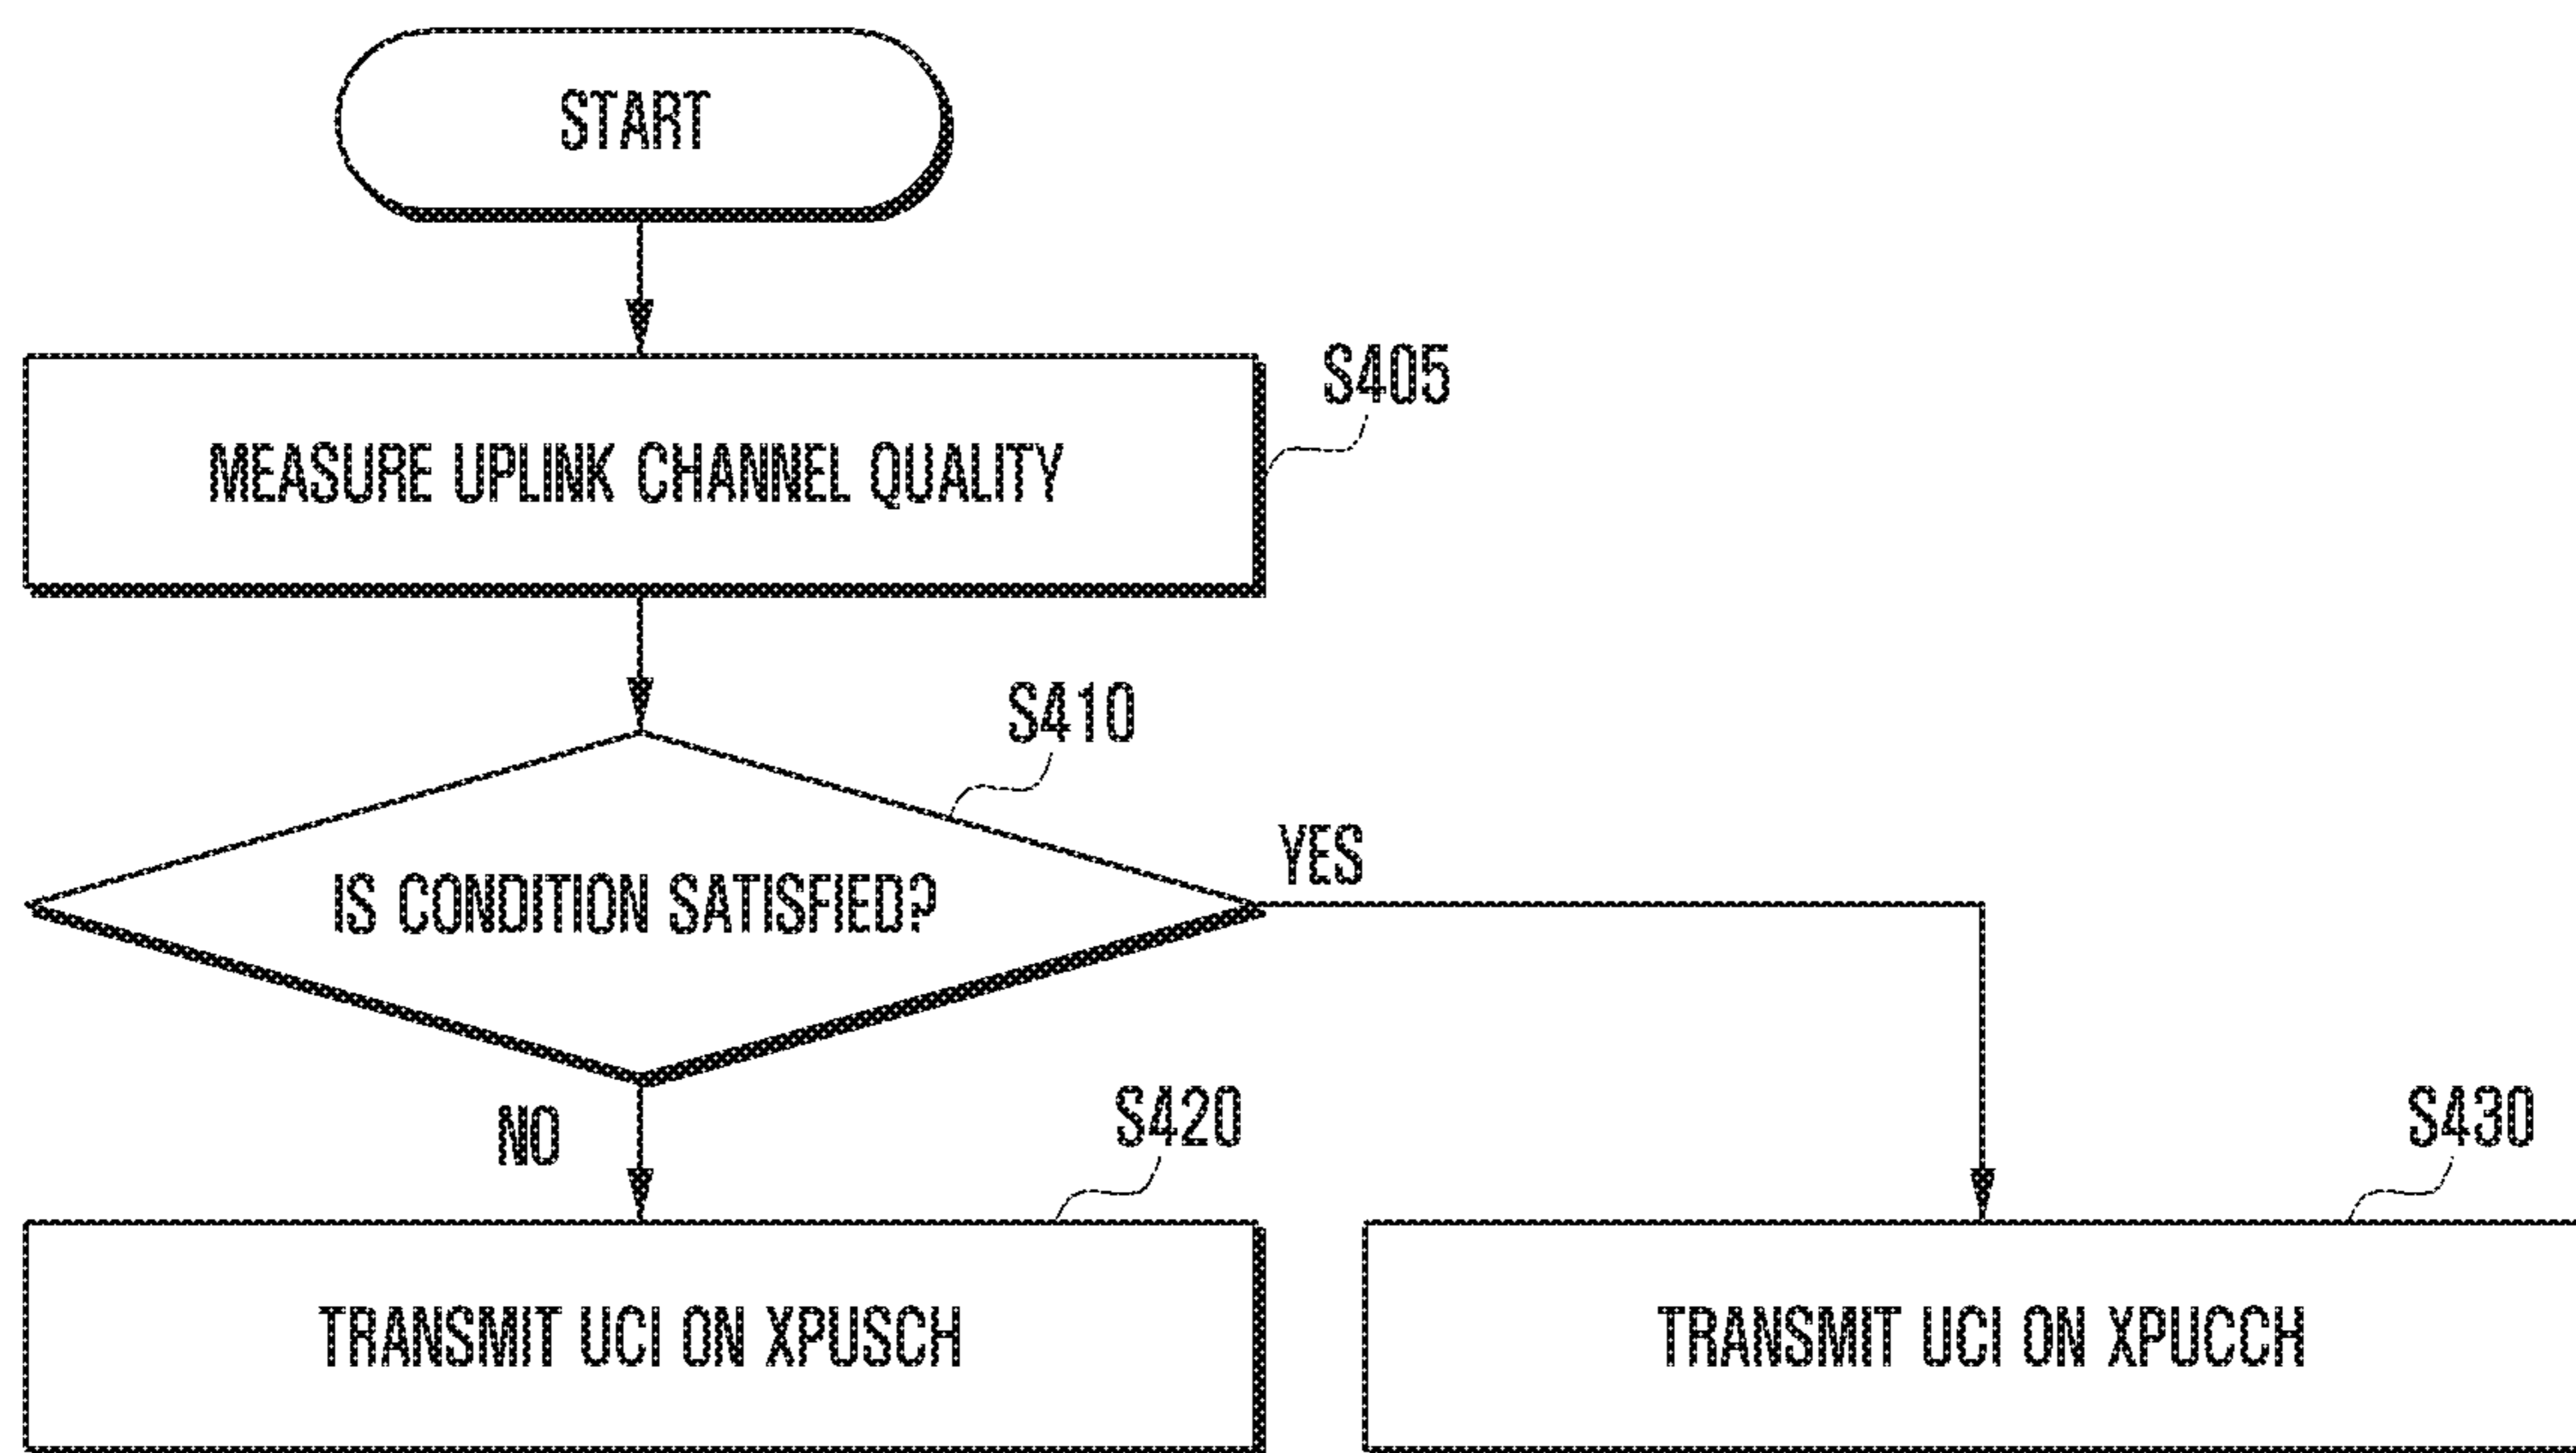 START
S405
MEASURE UPLINK CHANNEL QUALITY
S410
YES
IS CONDITION SATISFIED?
NO
S420
S430
TRANSMIT UCI ON XPUSCH
TRANSMIT UCI ON XPUCCH